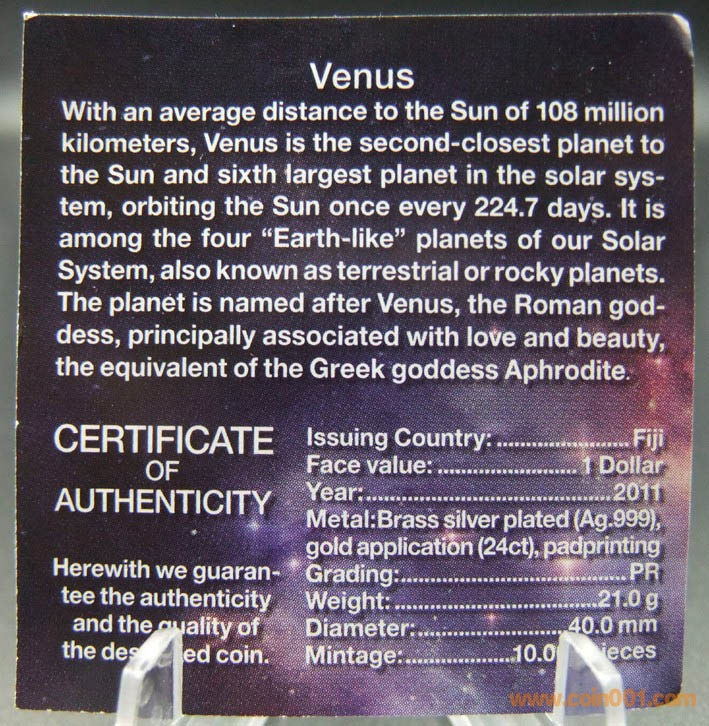 Venus
With an average distance to the Sun of 108 million
kilometers, Venus is the second-closest planet to
the Sun and sixth largest planet in the solar sys-
tem, orbiting the Sun once every 224.7 days. It is
among the four “Earth-like” planets of our Solar
System, also known as terrestrial or rocky planets.
The planet is named after Venus, the Roman god-
dess, principally associated with love and beauty,
the equivalent of the Greek goddess Aphrodite.
CERTIFICATE
OF
AUTHENTICITY
Herewith we guaran-
tee the authenticity
and the quality of
the coin.
Issuing Country: ........................ Fiji
Face value: ......................... 1 Dollar
Year: ............................................ 2011
Metal:Brass silver plated (Ag.999),
gold application (24ct), padprinting
Grading: ........................................ PR
Weight: .................................... 21.0 g
Diameter: .......................... 40.0 mm
Mintage: ....................
www.coin001.com